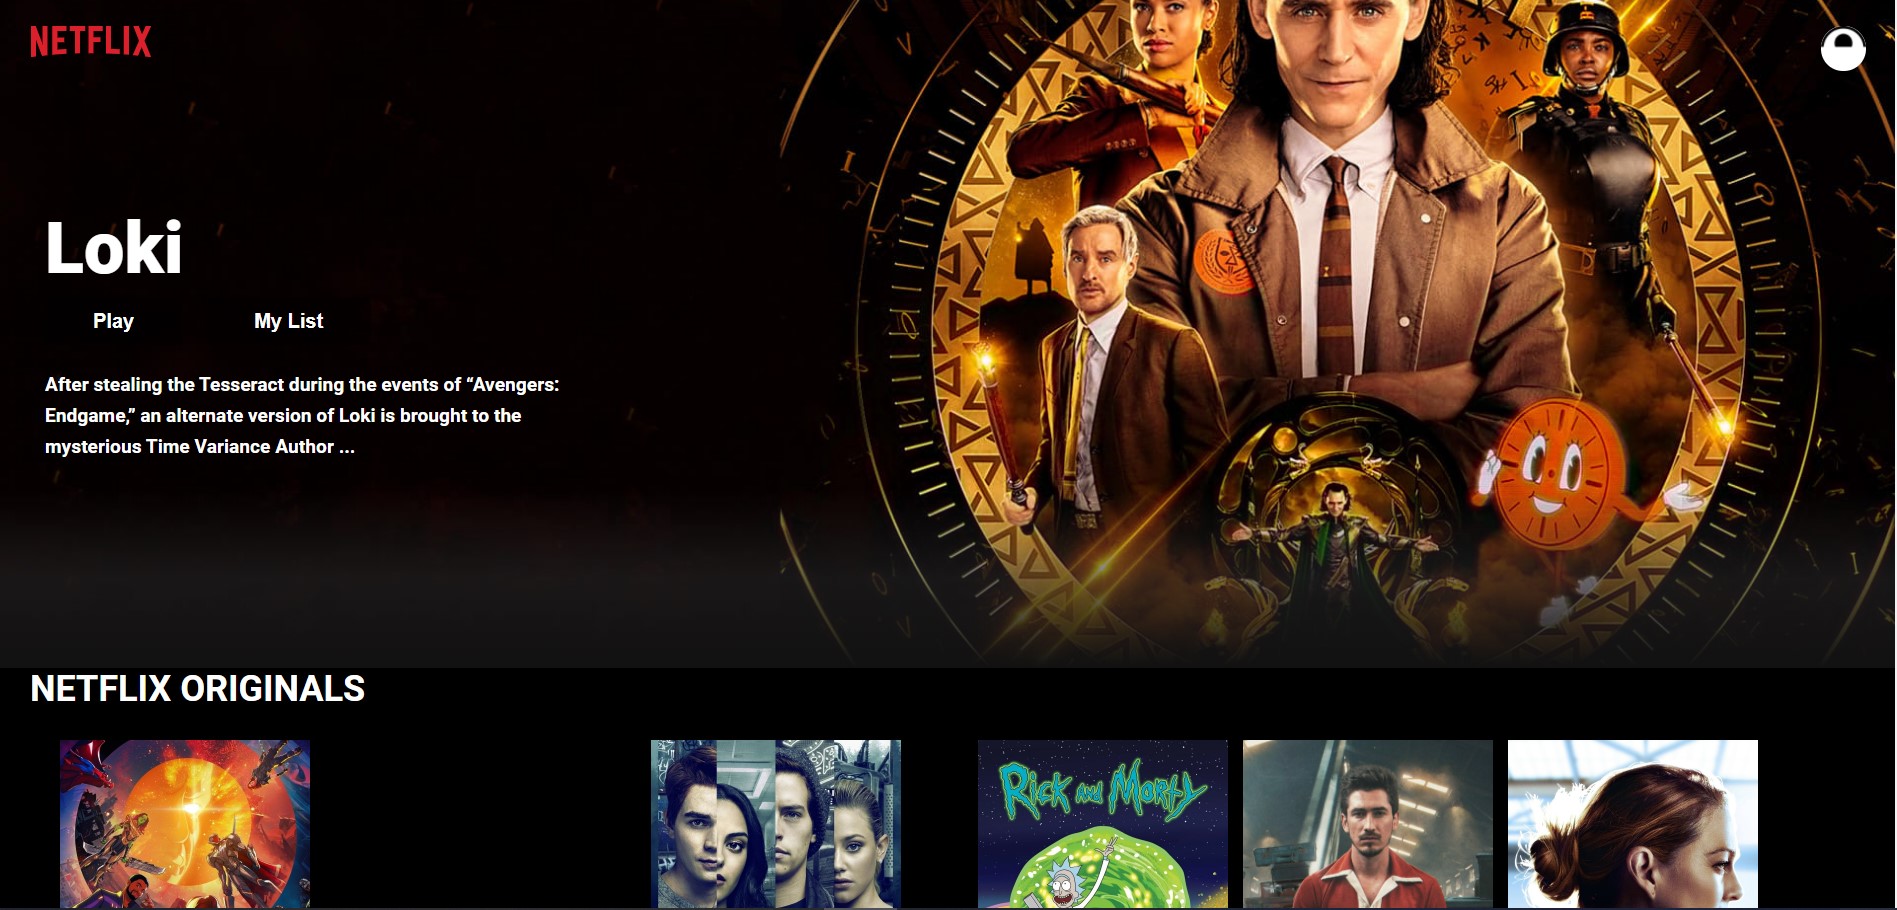 NETFLIX
Loki
Play My List
After stealing the Tesseract during the events of “Avengers:
Endgame,” an alternate version of Loki is brought to the
mysterious Time Variance Author ...
NETFLIX ORIGINALS
RICK AND MORTY